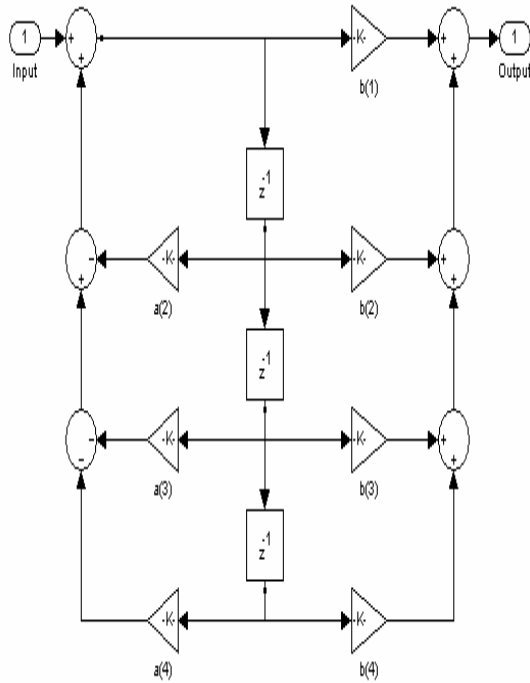 1
+
+
-K-
+
+
1
Input
b(1)
Output
z-1
-
+
-K-
-K-
+
+
a(2)
b(2)
z-1
-
-
-K-
-K-
+
+
a(3)
b(3)
z-1
-K-
-K-
a(4)
b(4)